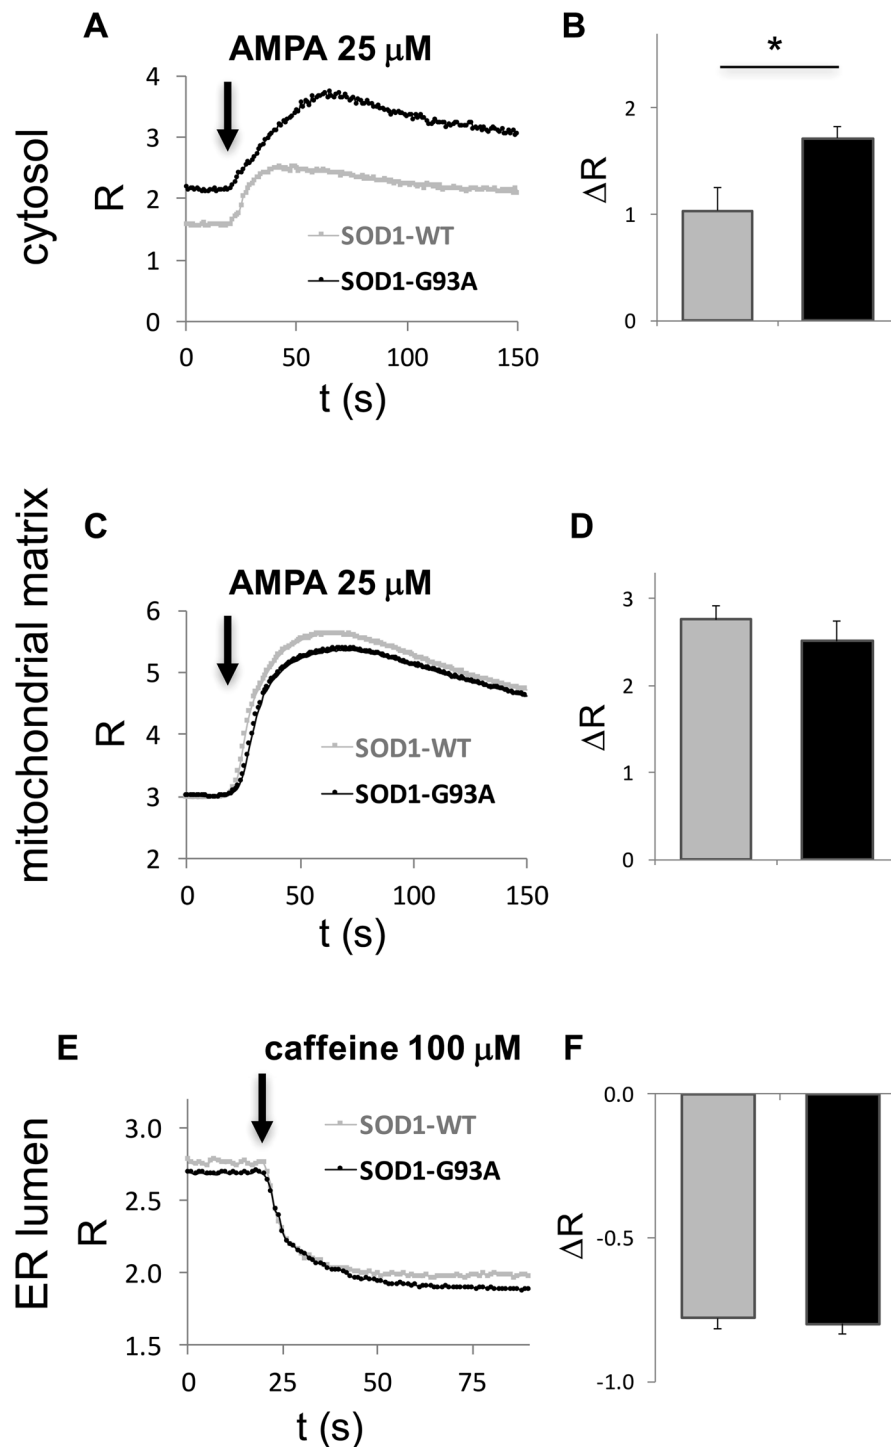 cytosol
A
AMPA 25 μM
R
4
3
2
1
0
SOD1-WT
SOD1-G93A
0 50 100 150
t (s)
B
*
ΔR
2
1
0
mitochondrial matrix
C
AMPA 25 μM
R
6
5
4
3
2
SOD1-WT
SOD1-G93A
0 50 100 150
t (s)
D
ΔR
3
2
1
0
ER lumen
E
caffeine 100 μM
R
3.0
2.5
2.0
1.5
SOD1-WT
SOD1-G93A
0 25 50 75
t (s)
F
ΔR
0.0
-0.5
-1.0